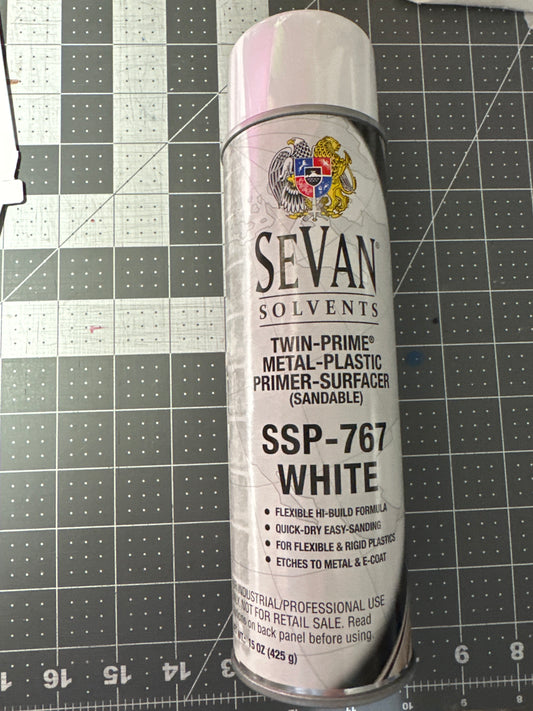 SEVAN®
SOLVENTS
TWIN-PRIME®
METAL-PLASTIC
PRIMER-SURFACER
(SANDABLE)
SSP-767
WHITE
• FLEXIBLE HI-BUILD FORMULA
• QUICK-DRY EASY-SANDING
• FOR FLEXIBLE & RIGID PLASTICS
• ETCHES TO METAL & E-COAT
INDUSTRIAL/PROFESSIONAL USE
NOT FOR RETAIL SALE. Read
on back panel before using.
15 oz (425 g)
17 16 15 14 13 9 8